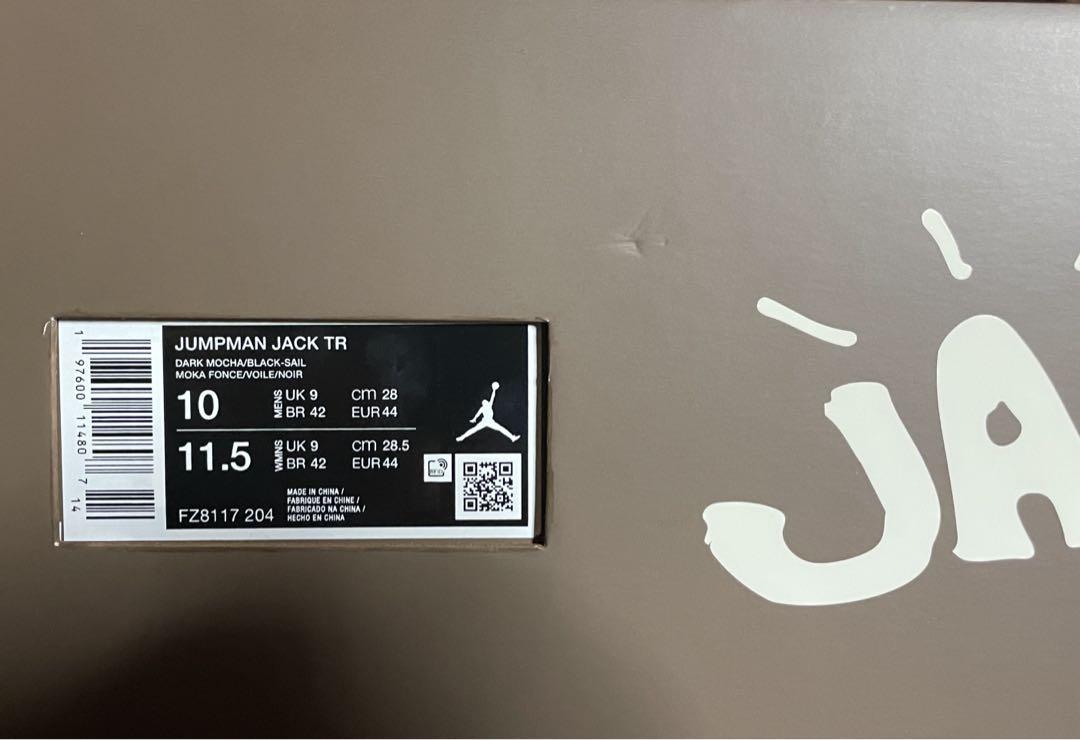 JUMPMAN JACK TR
DARK MOCHA/BLACK-SAIL
MOKA FONCE/VOILE/NOIR
10 MENS UK 9 cm 28
BR 42 EUR 44
11.5 WMNS UK 9 cm 28.5
BR 42 EUR 44
MADE IN CHINA /
FABRIQUE EN CHINE /
FABRICADO NA CHINA /
HECHO EN CHINA
FZ8117 204
1 97600 11480 7 14
JA